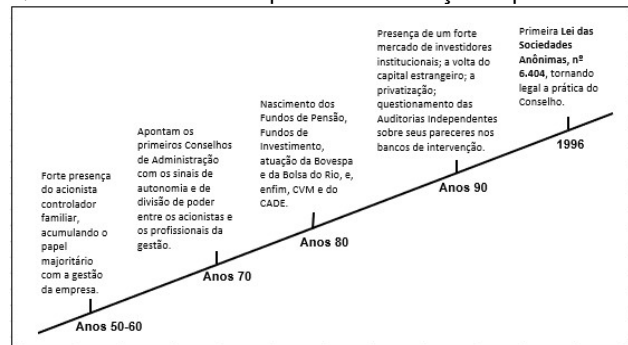 Forte presença
do acionista
controlador
familiar,
acumulando o
papel
majoritário
com a gestão
da empresa.
Anos 50-60
Apontam os
primeiros Conselhos
de Administração
com os sinais de
autonomia e de
divisão de poder
entre os acionistas e
os profissionais da
gestão.
Anos 70
Nascimento dos
Fundos de Pensão,
Fundos de
Investimento,
atuação da Bovespa
e da Bolsa do Rio, e,
enfim, CVM e do
CADE.
Anos 80
Presença de um forte
mercado de investidores
institucionais; a volta do
capital estrangeiro; a
privatização;
questionamento das
Auditorias Independentes
sobre seus pareceres nos
bancos de intervenção.
Anos 90
Primeira Lei das
Sociedades
Anônimas, nº
6.404, tornando
legal a prática do
Conselho.
1996